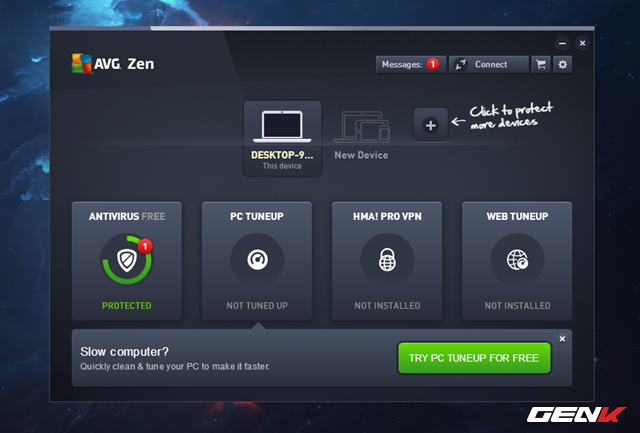 AVG. Zen
Messages: 1
Connect
Click to protect
more devices
DESKTOP-9...
This device
New Device
ANTIVIRUS FREE
1
PROTECTED
PC TUNEUP
NOT TUNED UP
HMA! PRO VPN
NOT INSTALLED
WEB TUNEUP
NOT INSTALLED
Slow computer?
Quickly clean & tune your PC to make it faster.
TRY PC TUNEUP FOR FREE
GENK